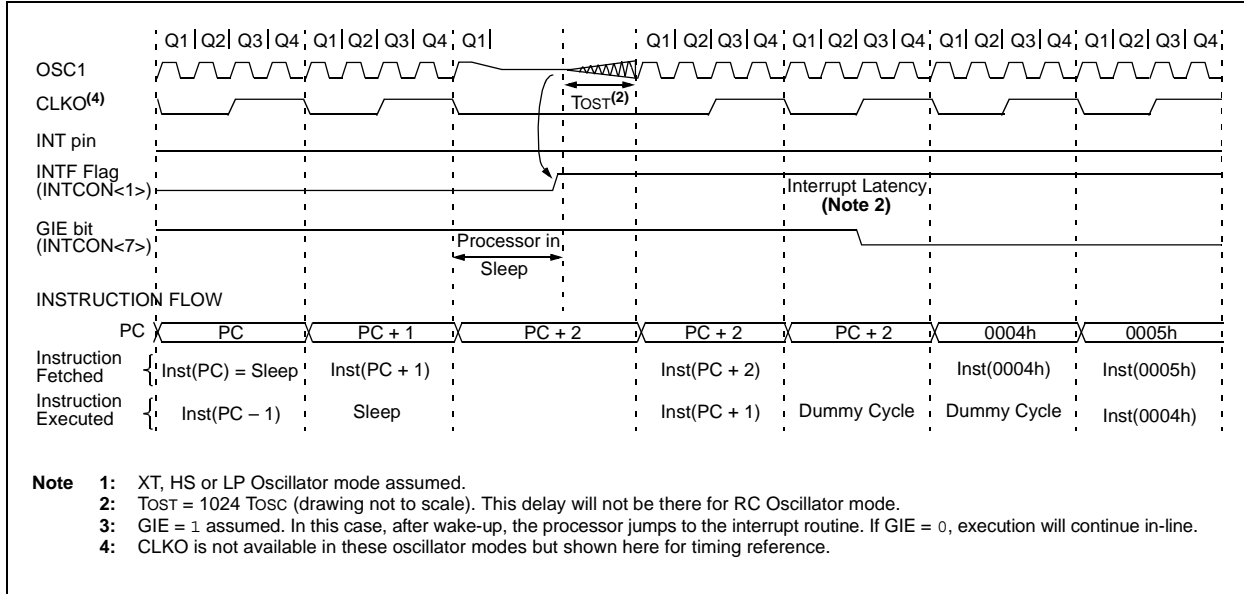 Q1 Q2 Q3 Q4 Q1 Q2 Q3 Q4 Q1 Q1 Q2 Q3 Q4 Q1 Q2 Q3 Q4 Q1 Q2 Q3 Q4 Q1 Q2 Q3 Q4
OSC1
CLKO(4)
TOST(2)
INT pin
INTF Flag
(INTCON<1>)
Interrupt Latency
(Note 2)
GIE bit
(INTCON<7>)
Processor in
Sleep
INSTRUCTION FLOW
PC PC PC + 1 PC + 2 PC + 2 PC + 2 0004h 0005h
Instruction
Fetched
Inst(PC) = Sleep Inst(PC + 1) Inst(PC + 2) Inst(0004h) Inst(0005h)
Instruction
Executed
Inst(PC – 1) Sleep Inst(PC + 1) Dummy Cycle Dummy Cycle Inst(0004h)
Note 1: XT, HS or LP Oscillator mode assumed.
2: TOST = 1024 TOSC (drawing not to scale). This delay will not be there for RC Oscillator mode.
3: GIE = 1 assumed. In this case, after wake-up, the processor jumps to the interrupt routine. If GIE = 0, execution will continue in-line.
4: CLKO is not available in these oscillator modes but shown here for timing reference.